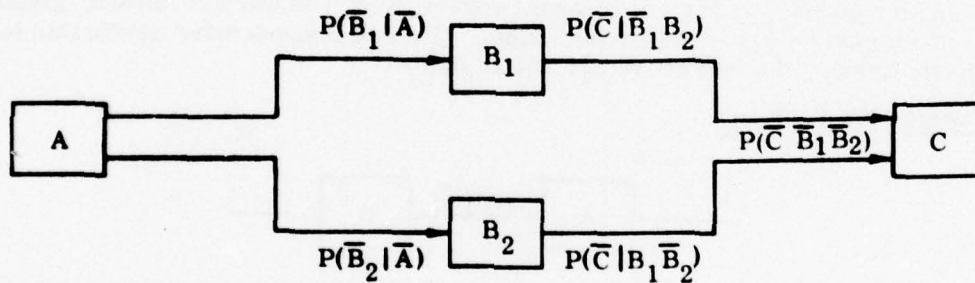 P(B̅₁|A̅) P(C̅|B̅₁B₂)
B₁
A
P(C̅ B̅₁B̅₂)
C
B₂
P(B̅₂|A̅) P(C̅|B₁B̅₂)